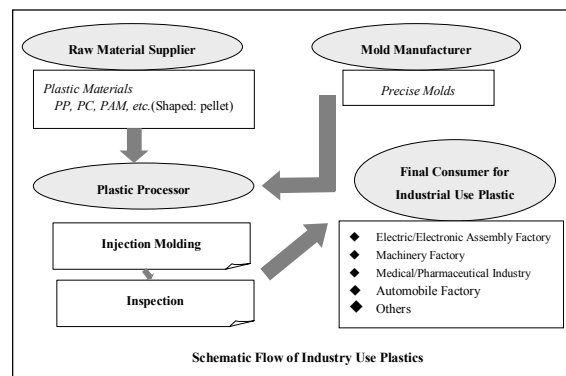 Raw Material Supplier
Plastic Materials
PP, PC, PAM, etc.(Shaped: pellet)
Mold Manufacturer
Precise Molds
Plastic Processor
Injection Molding
Inspection
Final Consumer for
Industrial Use Plastic
◆ Electric/Electronic Assembly Factory
◆ Machinery Factory
◆ Medical/Pharmaceutical Industry
◆ Automobile Factory
◆ Others
Schematic Flow of Industry Use Plastics